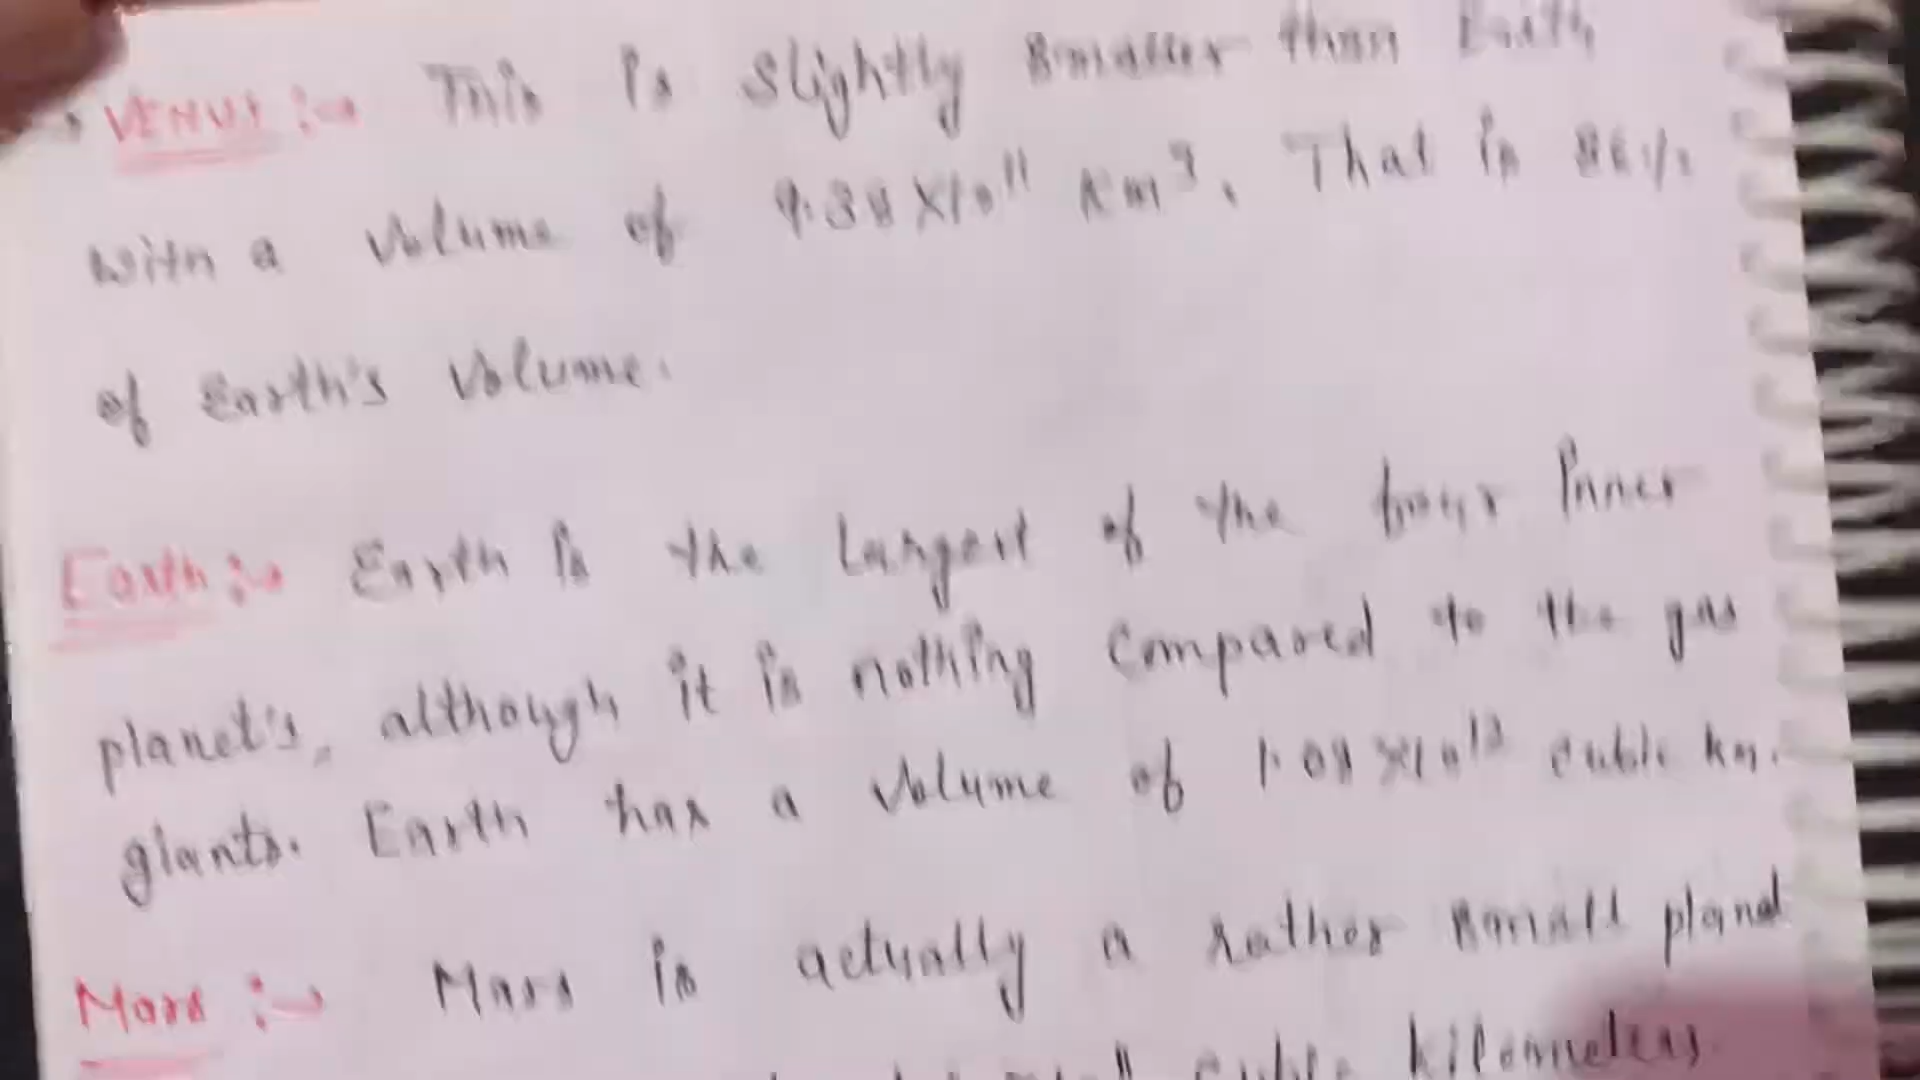 VENUS :→ This is slightly smaller than Earth
with a volume of 9.38 X10¹¹ Km³. That is 86%
of Earth's volume.
Earth :→ Earth is the largest of the four inner
planet's, although it is nothing compared to the gas
giants. Earth has a volume of 1.08 X10¹² cubic km.
Mars :→ Mars is actually a rather small planet
cubic kilometers.